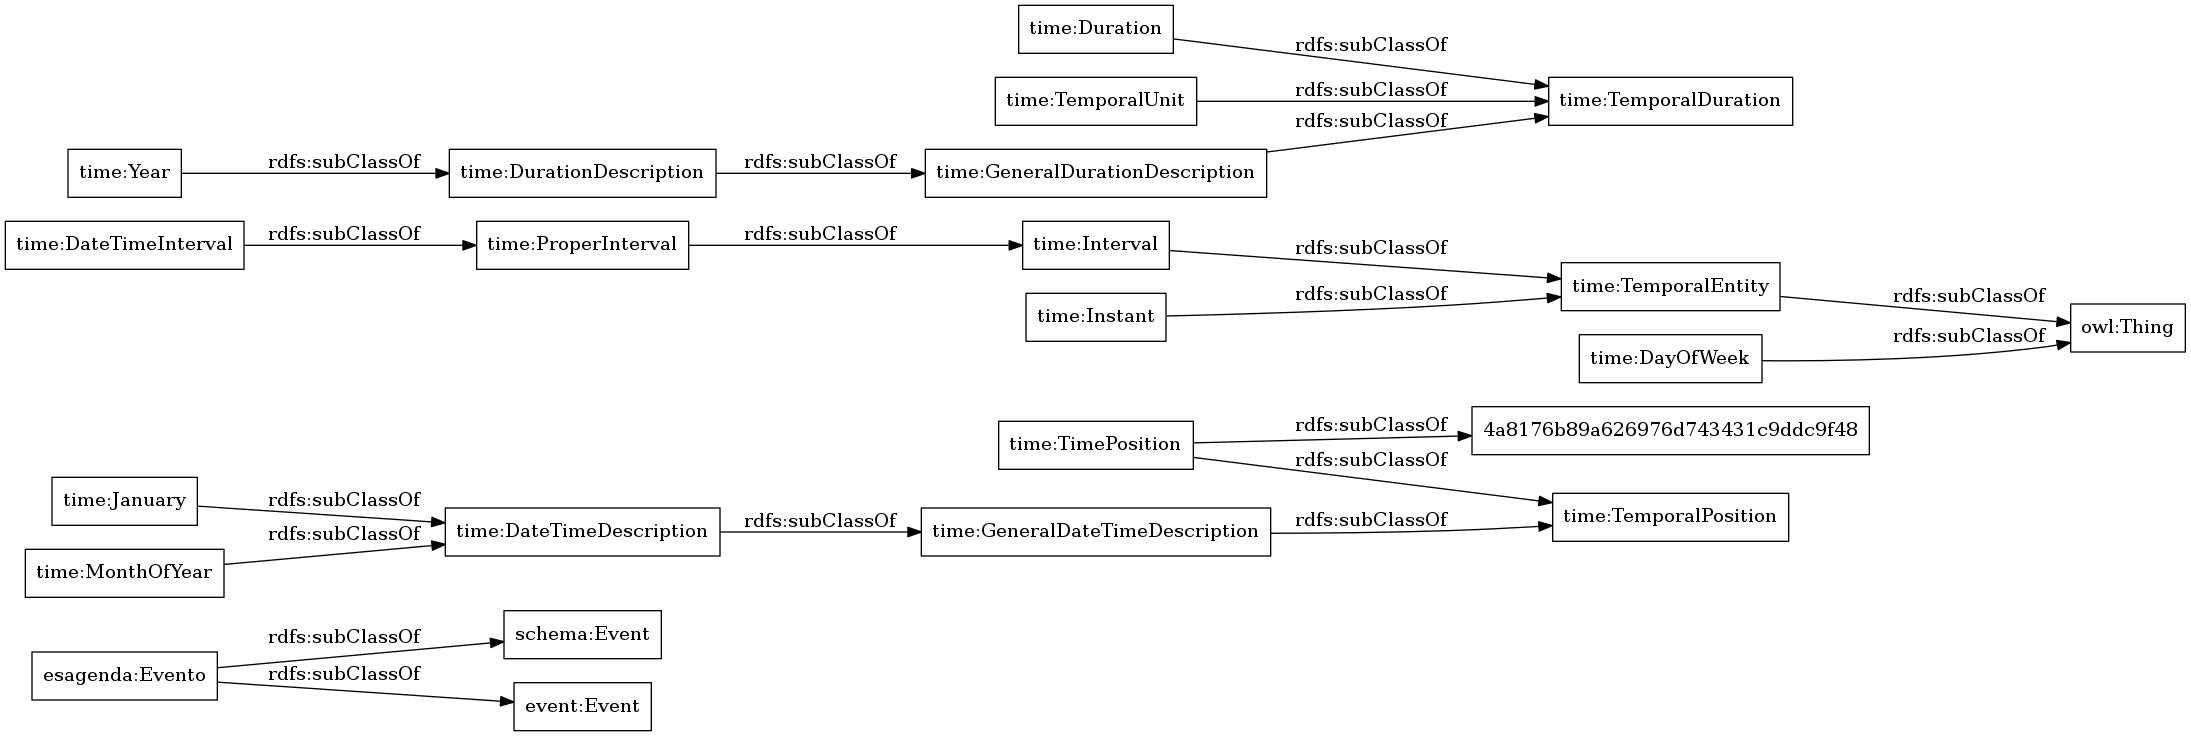 time:Duration
rdfs:subClassOf
time:TemporalUnit
rdfs:subClassOf
time:TemporalDuration
rdfs:subClassOf
time:Year
rdfs:subClassOf
time:DurationDescription
rdfs:subClassOf
time:GeneralDurationDescription
time:DateTimeInterval
rdfs:subClassOf
time:ProperInterval
rdfs:subClassOf
time:Interval
rdfs:subClassOf
time:TemporalEntity
rdfs:subClassOf
time:Instant
rdfs:subClassOf
owl:Thing
time:DayOfWeek
rdfs:subClassOf
time:TimePosition
rdfs:subClassOf
4a8176b89a626976d743431c9ddc9f48
rdfs:subClassOf
time:TemporalPosition
time:January
rdfs:subClassOf
time:DateTimeDescription
rdfs:subClassOf
time:GeneralDateTimeDescription
rdfs:subClassOf
time:MonthOfYear
rdfs:subClassOf
esagenda:Evento
rdfs:subClassOf
schema:Event
rdfs:subClassOf
event:Event